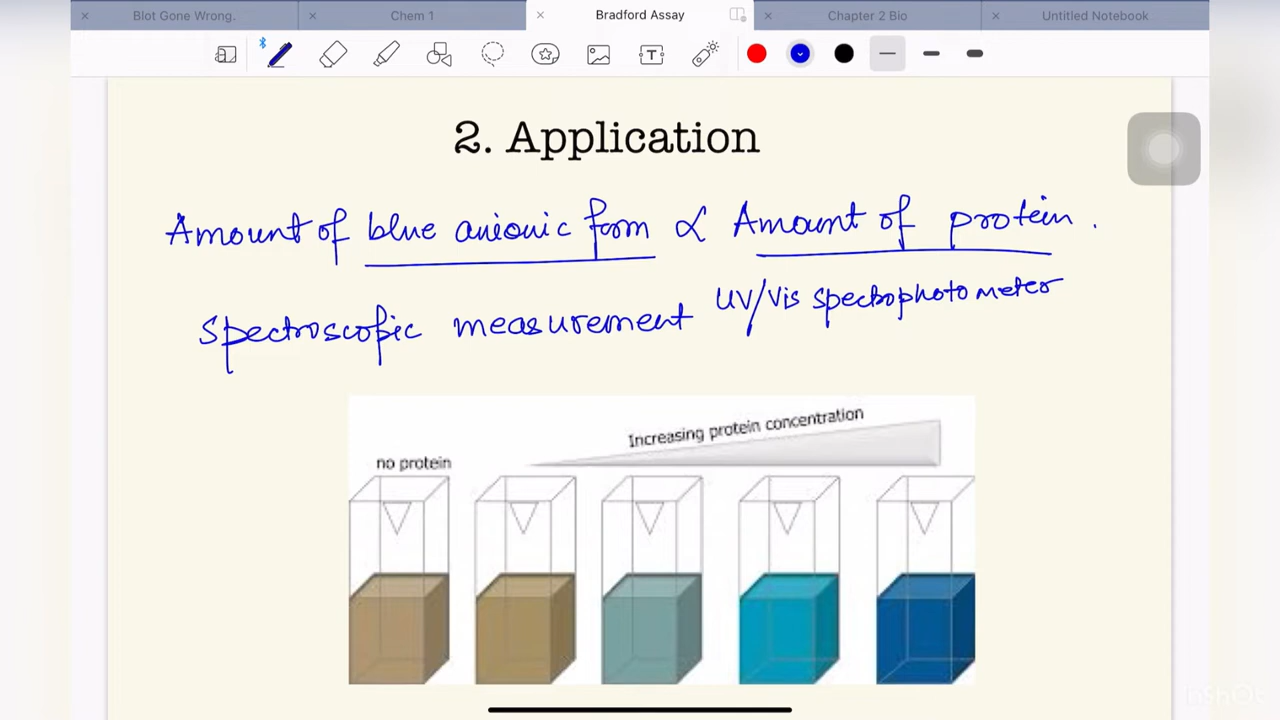 Blot Gone Wrong.
Chem 1
Bradford Assay
Chapter 2 Bio
Untitled Notebook
2. Application
Amount of blue anionic form ∝ Amount of protein.
Spectroscopic measurement UV/Vis spectrophotometer
Increasing protein concentration
no protein
InShOt